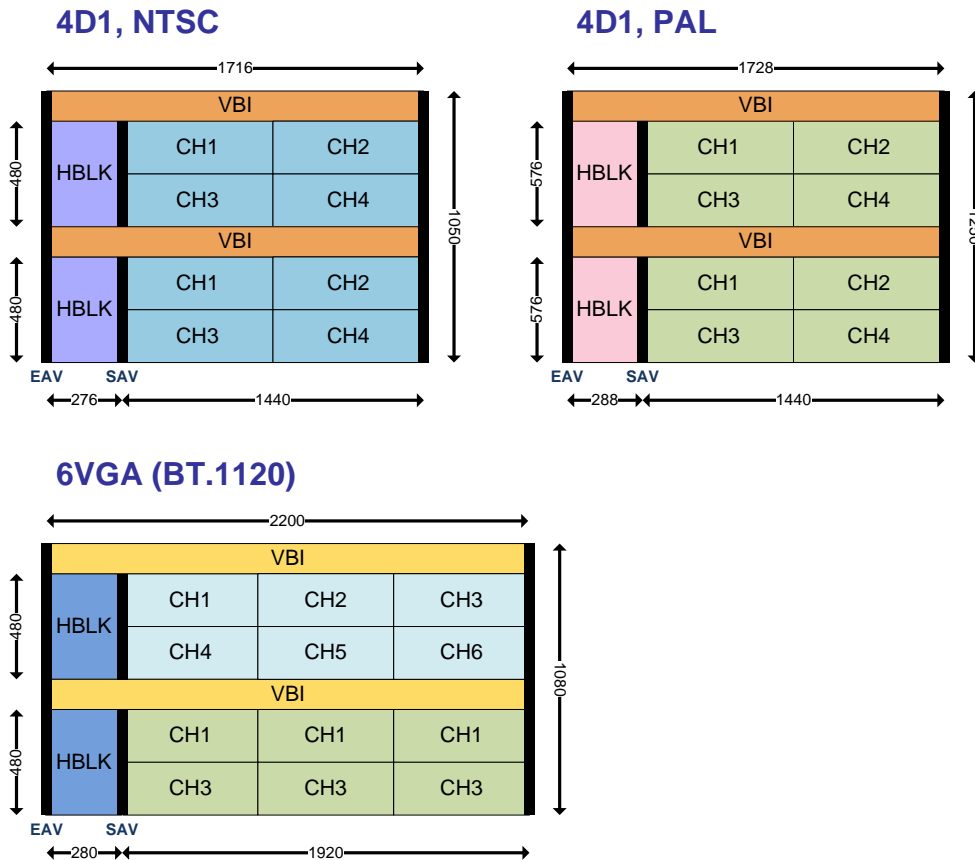 4D1, NTSC
1716
VBI
HBLK
CH1
CH2
480
CH3
CH4
VBI
1050
HBLK
CH1
CH2
480
CH3
CH4
EAV
SAV
276
1440
4D1, PAL
1728
VBI
HBLK
CH1
CH2
576
CH3
CH4
VBI
1250
HBLK
CH1
CH2
576
CH3
CH4
EAV
SAV
288
1440
6VGA (BT.1120)
2200
VBI
HBLK
CH1
CH2
CH3
480
CH4
CH5
CH6
VBI
1080
HBLK
CH1
CH1
CH1
480
CH3
CH3
CH3
EAV
SAV
280
1920